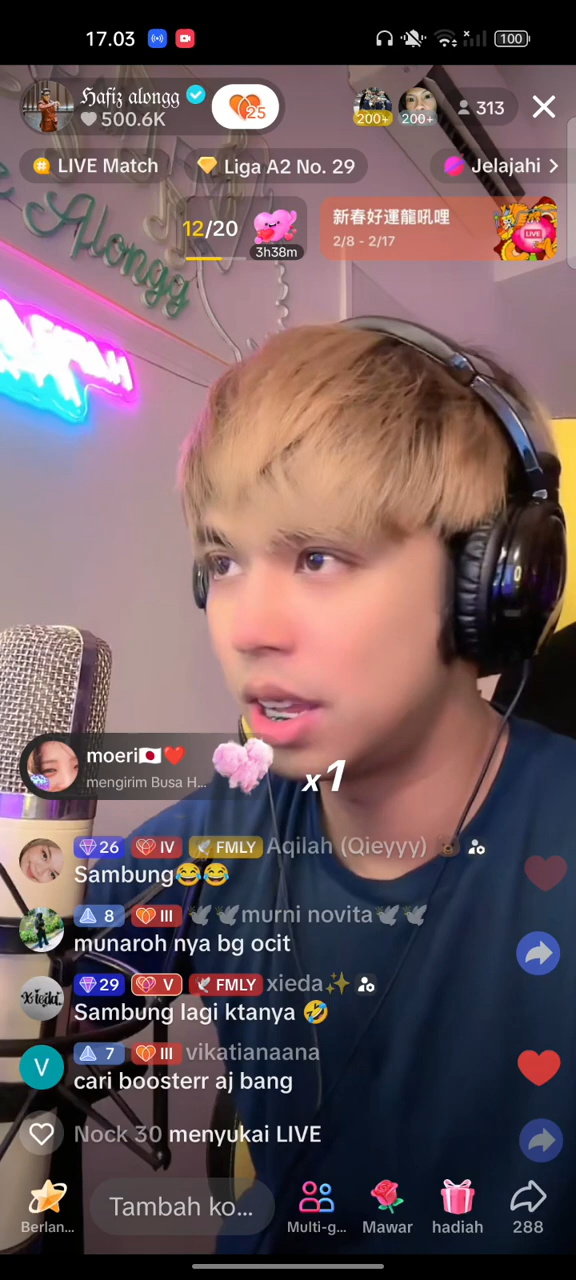 17.03
100
Hafiz alongg
500.6K
25
200+
200+
313
LIVE Match
Liga A2 No. 29
Jelajahi
12/20
3h38m
新春好運龍吼哩
2/8 - 2/17
LIVE
Alongg
moeri🇯🇵❤️
mengirim Busa H...
x1
26 IV FMLY Aqilah (Qieyyy)
Sambung😂😂
8 III 🕊️🕊️murni novita🕊️🕊️
munaroh nya bg ocit
29 V FMLY xieda✨
Sambung lagi ktanya 🤣
V
7 III vikatianaana
cari boosterr aj bang
Nock 30 menyukai LIVE
Tambah ko...
Berlan...
Multi-g...
Mawar
hadiah
288